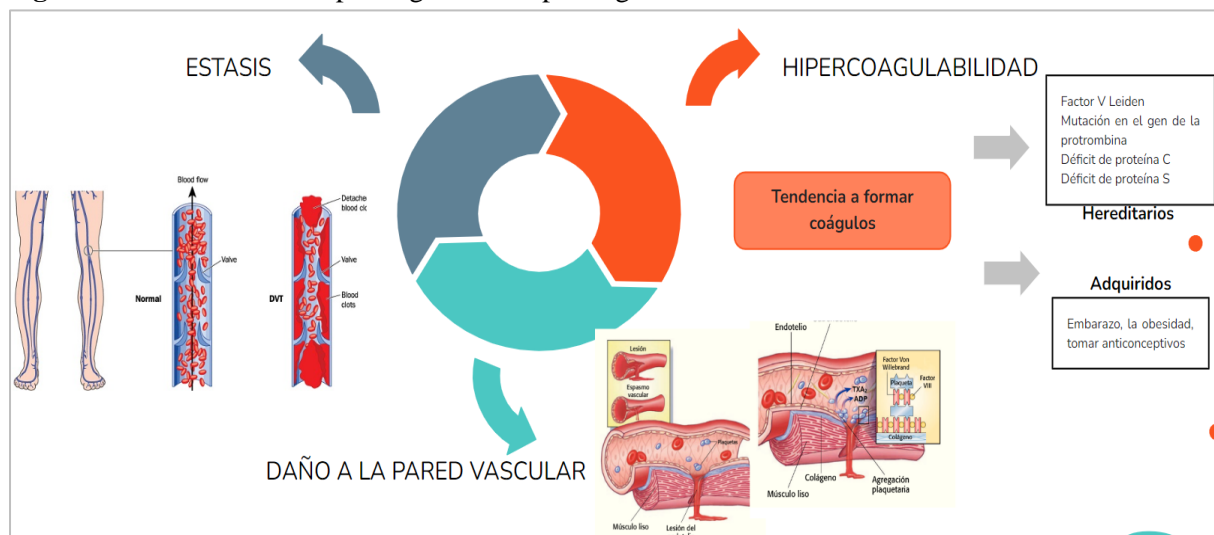 ESTASIS
HIPERCOAGULABILIDAD
Factor V Leiden
Mutación en el gen de la
protrombina
Déficit de proteína C
Déficit de proteína S
Hereditarios
Tendencia a formar
coágulos
Adquiridos
Embarazo, la obesidad,
tomar anticonceptivos
Blood flow
Valve
Normal
blood
Valve
Blood
clots
DVT
DAÑO A LA PARED VASCULAR
Lesión
Espasmo
vascular
Plaquetas
Músculo liso
Lesión del
Endotelio
TXA₂
ADP
Factor Von
Willebrand
Plaqueta
Factor
VIII
Colágeno
Músculo liso
Colágeno
Agregación
plaquetaria